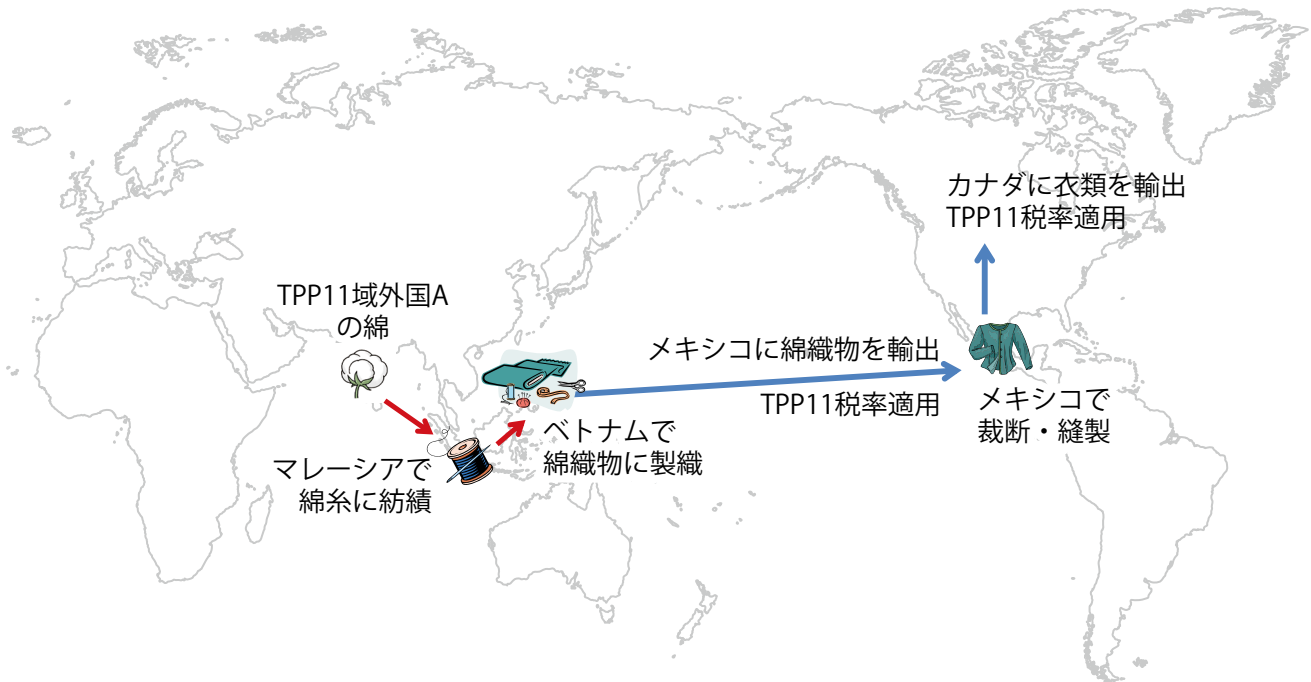 TPP11域外国A
の綿
マレーシアで
綿糸に紡績
ベトナムで
綿織物に製織
メキシコに綿織物を輸出
TPP11税率適用
メキシコで
裁断・縫製
カナダに衣類を輸出
TPP11税率適用